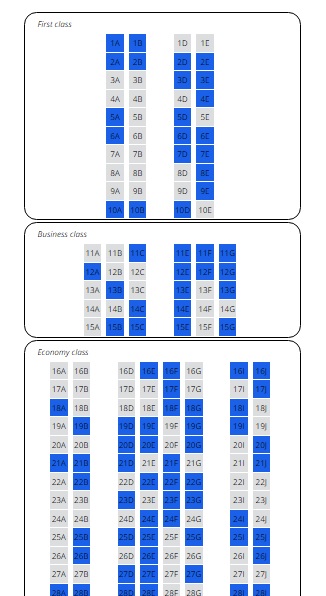 First class
1A 1B 1D 1E
2A 2B 2D 2E
3A 3B 3D 3E
4A 4B 4D 4E
5A 5B 5D 5E
6A 6B 6D 6E
7A 7B 7D 7E
8A 8B 8D 8E
9A 9B 9D 9E
10A 10B 10D 10E
Business class
11A 11B 11C 11E 11F 11G
12A 12B 12C 12E 12F 12G
13A 13B 13C 13E 13F 13G
14A 14B 14C 14E 14F 14G
15A 15B 15C 15E 15F 15G
Economy class
16A 16B 16D 16E 16F 16G 16I 16J
17A 17B 17D 17E 17F 17G 17I 17J
18A 18B 18D 18E 18F 18G 18I 18J
19A 19B 19D 19E 19F 19G 19I 19J
20A 20B 20D 20E 20F 20G 20I 20J
21A 21B 21D 21E 21F 21G 21I 21J
22A 22B 22D 22E 22F 22G 22I 22J
23A 23B 23D 23E 23F 23G 23I 23J
24A 24B 24D 24E 24F 24G 24I 24J
25A 25B 25D 25E 25F 25G 25I 25J
26A 26B 26D 26E 26F 26G 26I 26J
27A 27B 27D 27E 27F 27G 27I 27J
28A 28B 28D 28E 28F 28G 28I 28J